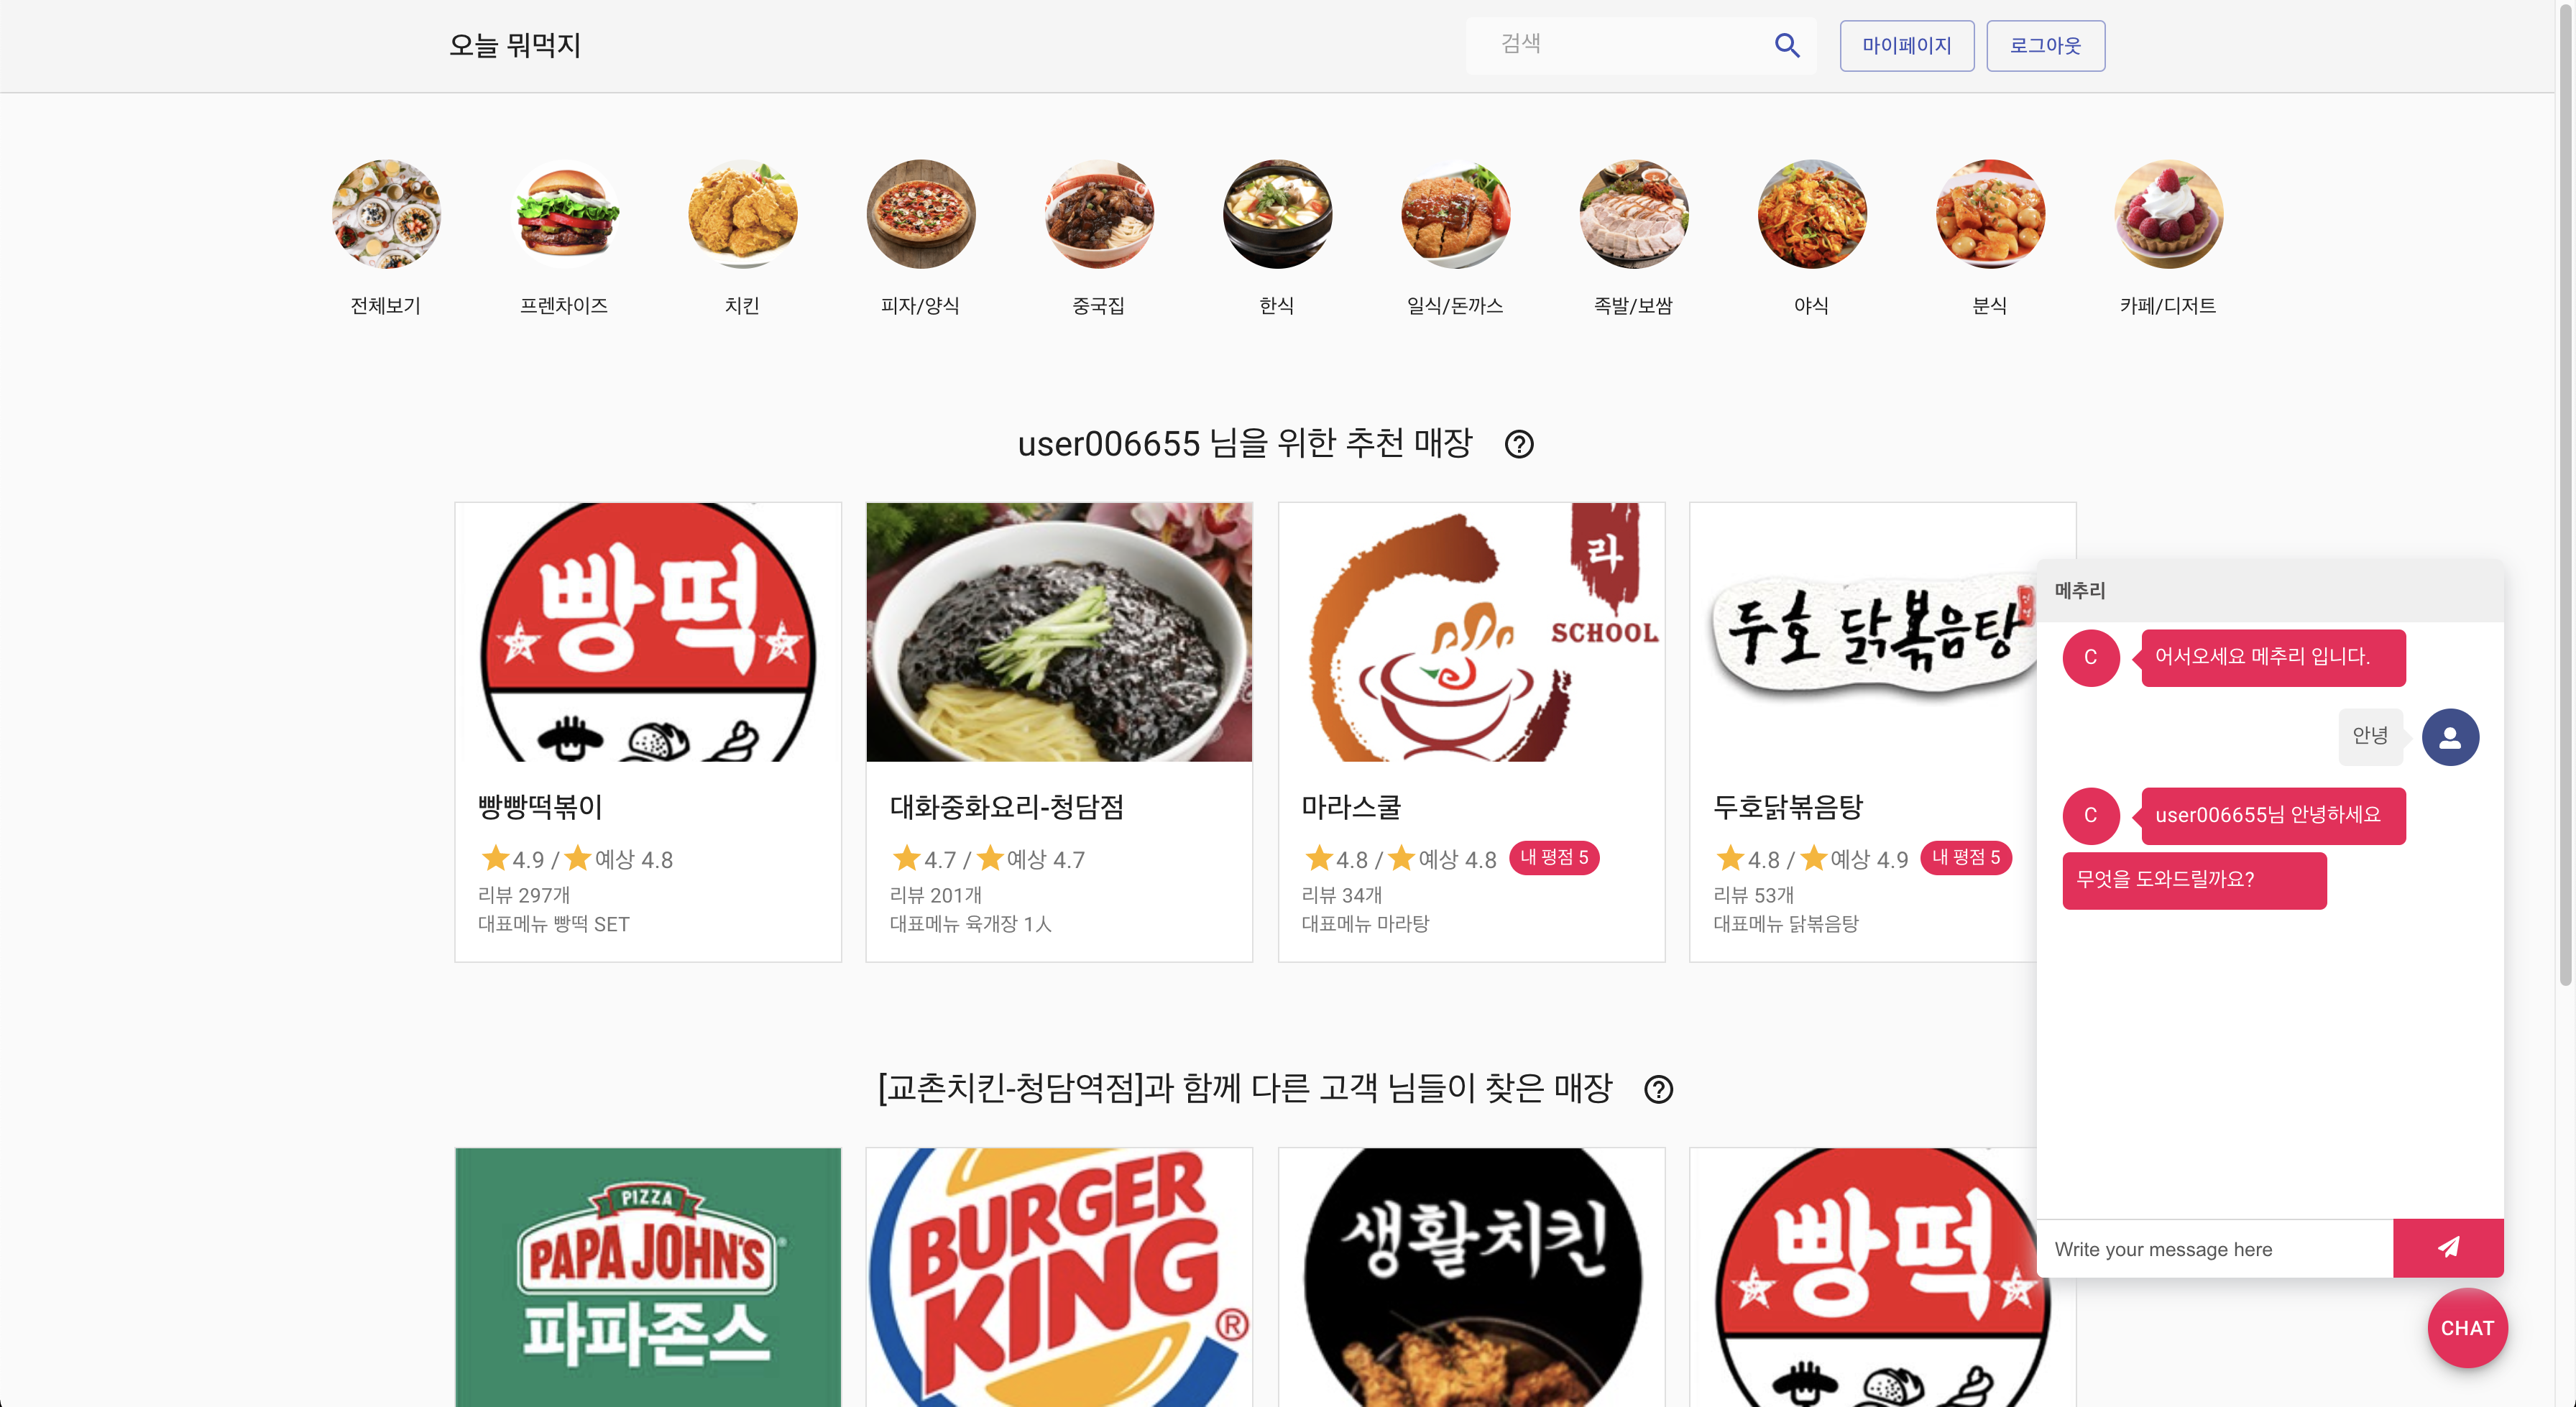 오늘 뭐먹지
검색
마이페이지
로그아웃
전체보기
프렌차이즈
치킨
피자/양식
중국집
한식
일식/돈까스
족발/보쌈
야식
분식
카페/디저트
user006655 님을 위한 추천 매장
빵떡
빵빵떡볶이
4.9 / 예상 4.8
리뷰 297개
대표메뉴 빵떡 SET
대화중화요리-청담점
4.7 / 예상 4.7
리뷰 201개
대표메뉴 육개장 1人
라
SCHOOL
마라스쿨
4.8 / 예상 4.8 내 평점 5
리뷰 34개
대표메뉴 마라탕
두호 닭볶음탕
두호닭볶음탕
4.8 / 예상 4.9 내 평점 5
리뷰 53개
대표메뉴 닭볶음탕
[교촌치킨-청담역점]과 함께 다른 고객 님들이 찾은 매장
PIZZA
PAPA JOHN'S
파파존스
BURGER
KING®
생활치킨
빵떡
메추리
C
어서오세요 메추리 입니다.
안녕
C
user006655님 안녕하세요
무엇을 도와드릴까요?
Write your message here
CHAT